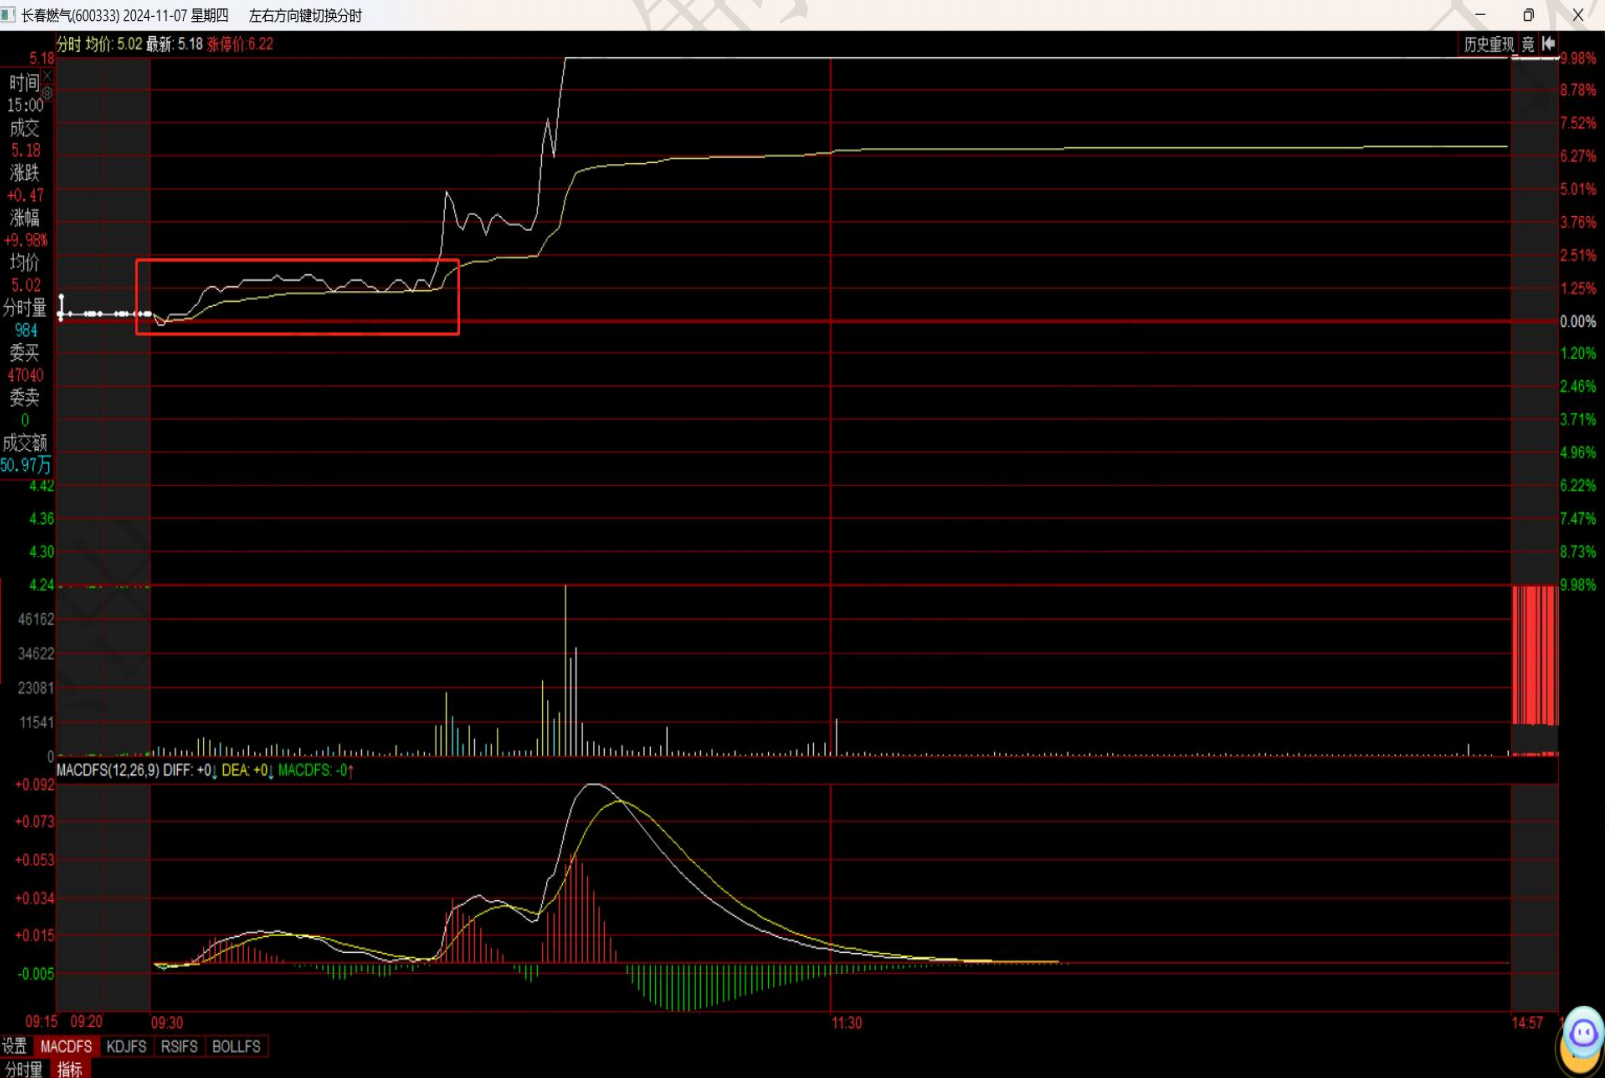 长春燃气(600333) 2024-11-07 星期四 左右方向键切换分时
分时 均价: 5.02 最新: 5.18 涨停价:6.22
历史重现 竞
5.18
时间
15:00
成交
5.18
涨跌
+0.47
涨幅
+9.98%
均价
5.02
分时量
984
委买
47040
委卖
0
成交额
50.97万
4.42
4.36
4.30
4.24
9.98%
8.78%
7.52%
6.27%
5.01%
3.76%
2.51%
1.25%
0.00%
1.20%
2.46%
3.71%
4.96%
6.22%
7.47%
8.73%
9.98%
46162
34622
23081
11541
0
MACDFS(12,26,9) DIFF: +0↓ DEA: +0↓ MACDFS: -0↑
+0.092
+0.073
+0.053
+0.034
+0.015
-0.005
09:15 09:20 09:30 11:30 14:57
设置 MACDFS KDJFS RSIFS BOLLFS
分时量 指标